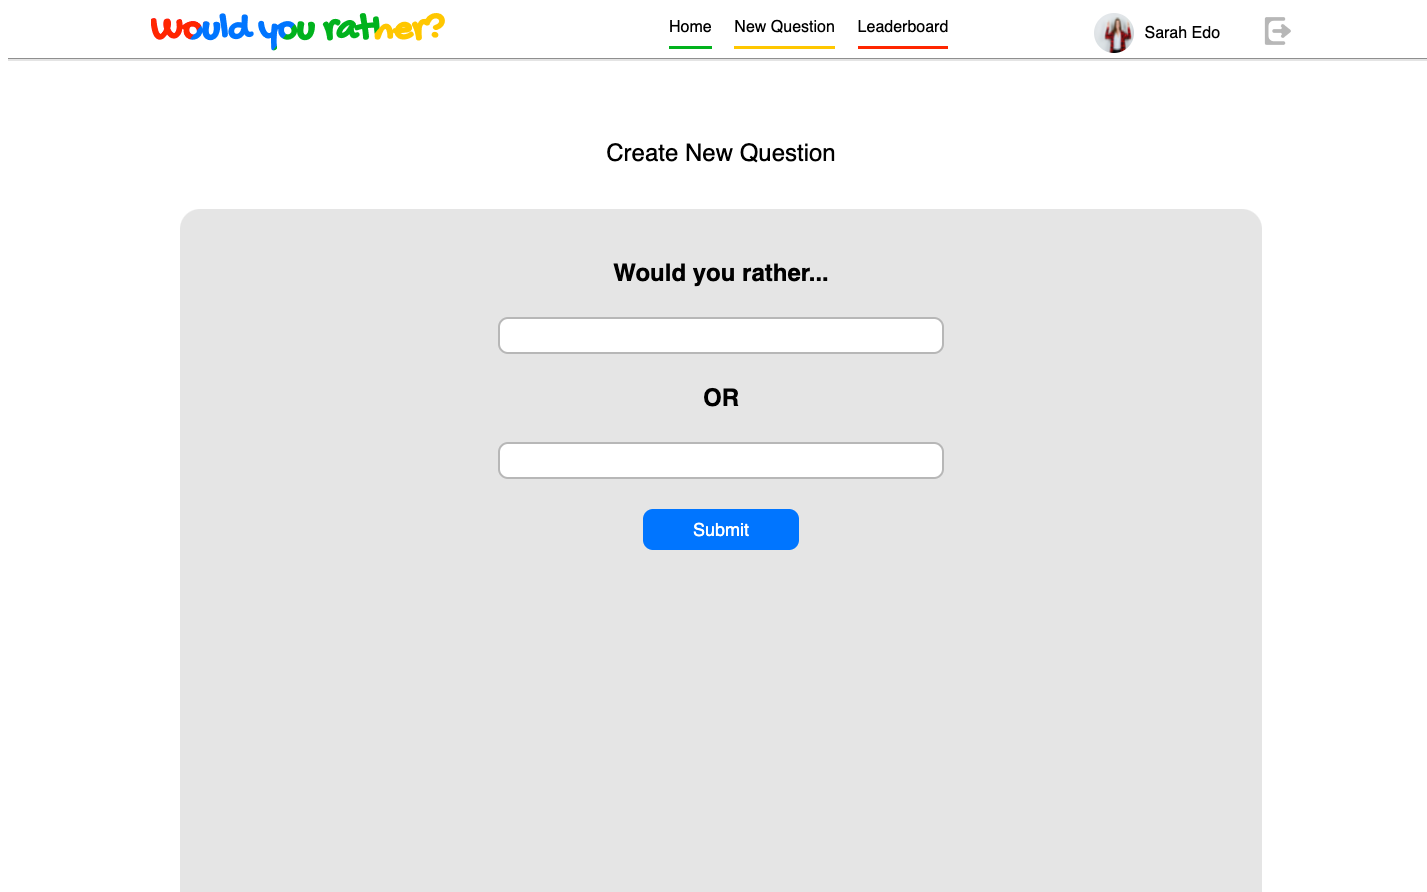 would you rather?
Home New Question Leaderboard
Sarah Edo
Create New Question
Would you rather...
OR
Submit